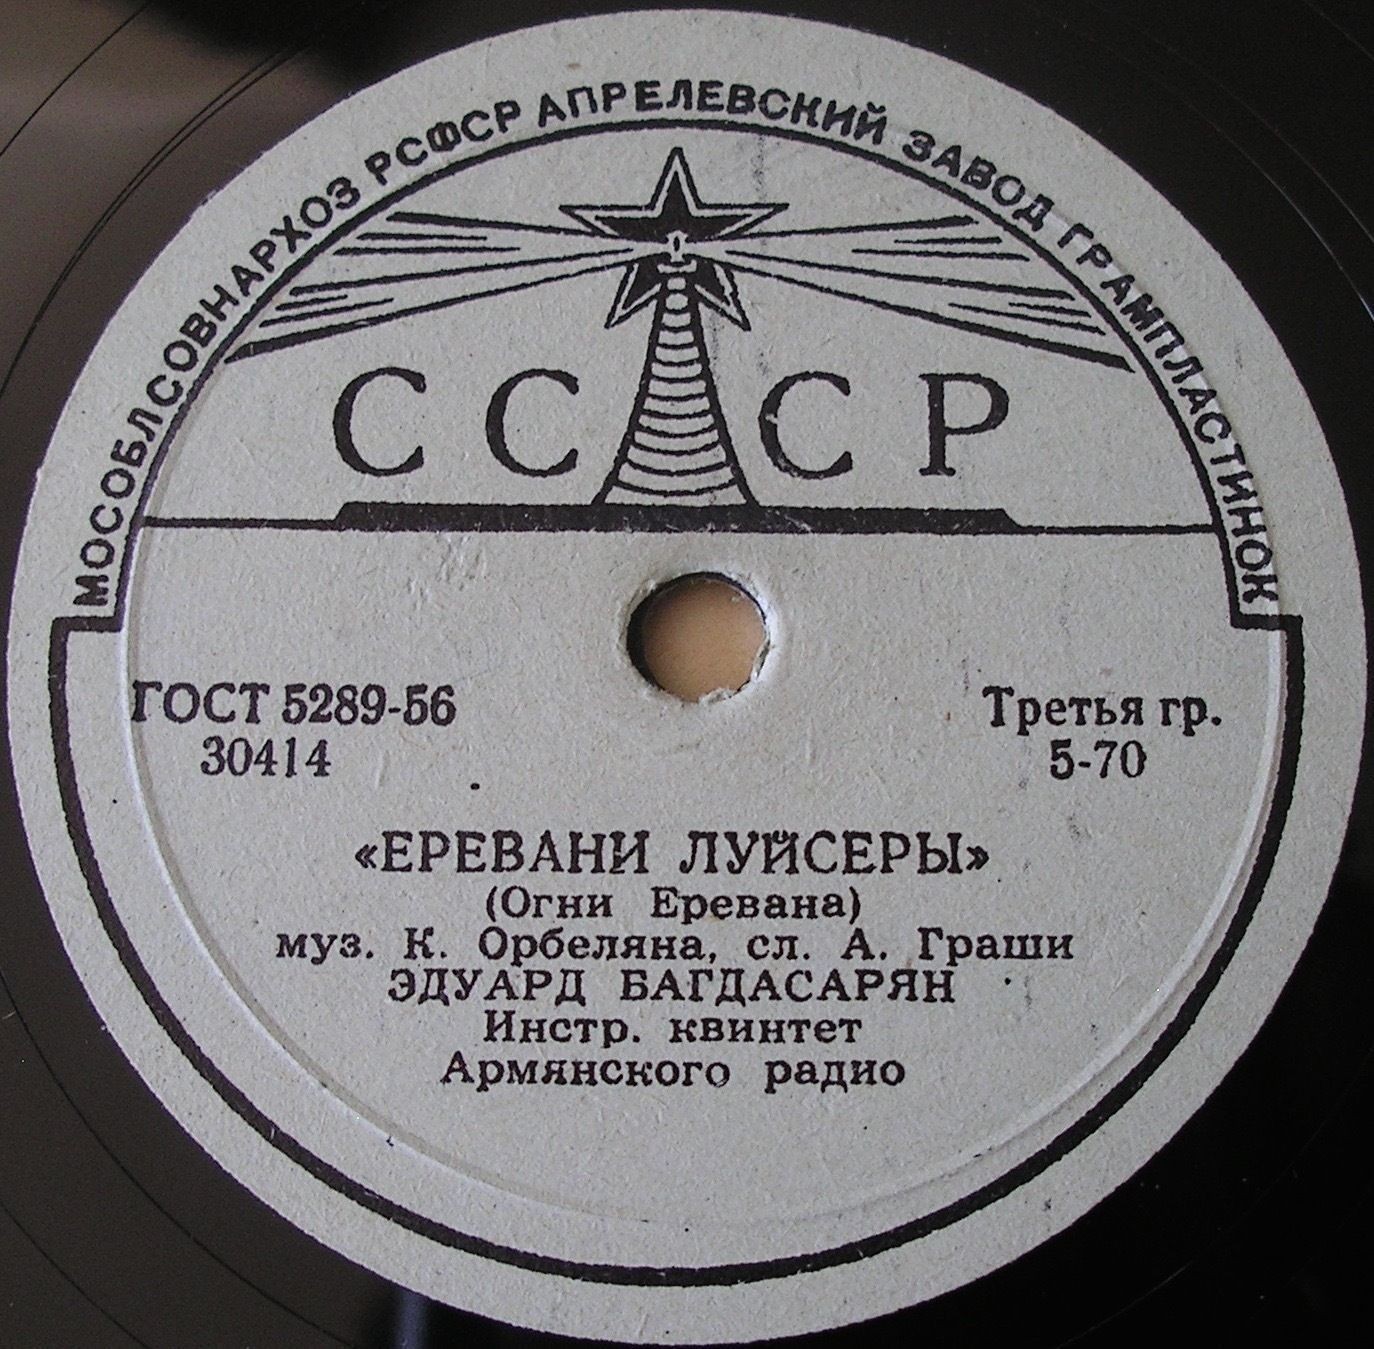 МОСОБЛСОВНАРХОЗ РСФСР АПРЕЛЕВСКИЙ ЗАВОД ГРАМПЛАСТИНОК
СССР
ГОСТ 5289-56
30414
Третья гр.
5-70
«ЕРЕВАНИ ЛУЙСЕРЫ»
(Огни Еревана)
муз. К. Орбеляна, сл. А. Граши
ЭДУАРД БАГДАСАРЯН
Инстр. квинтет
Армянского радио